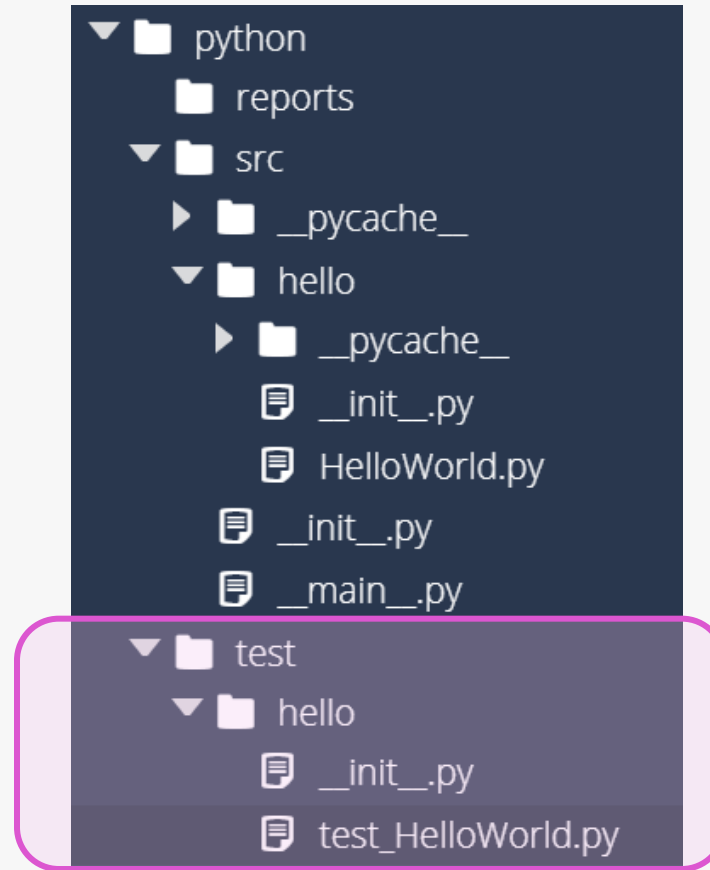 python
reports
src
__pycache__
hello
__pycache__
__init__.py
HelloWorld.py
__init__.py
__main__.py
test
hello
__init__.py
test_HelloWorld.py